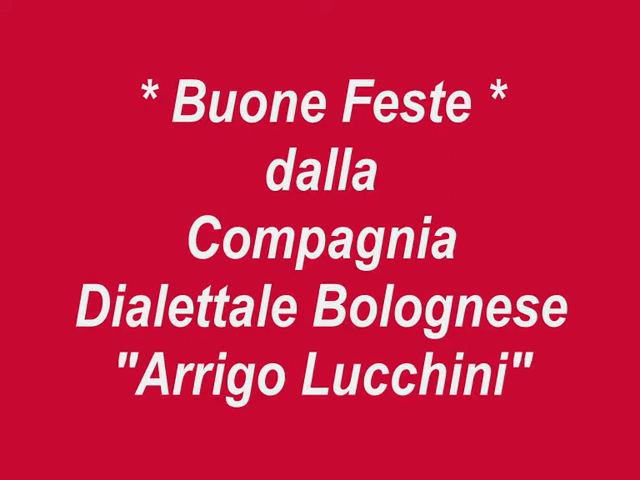 * Buone Feste *
dalla
Compagnia
Dialettale Bolognese
"Arrigo Lucchini"